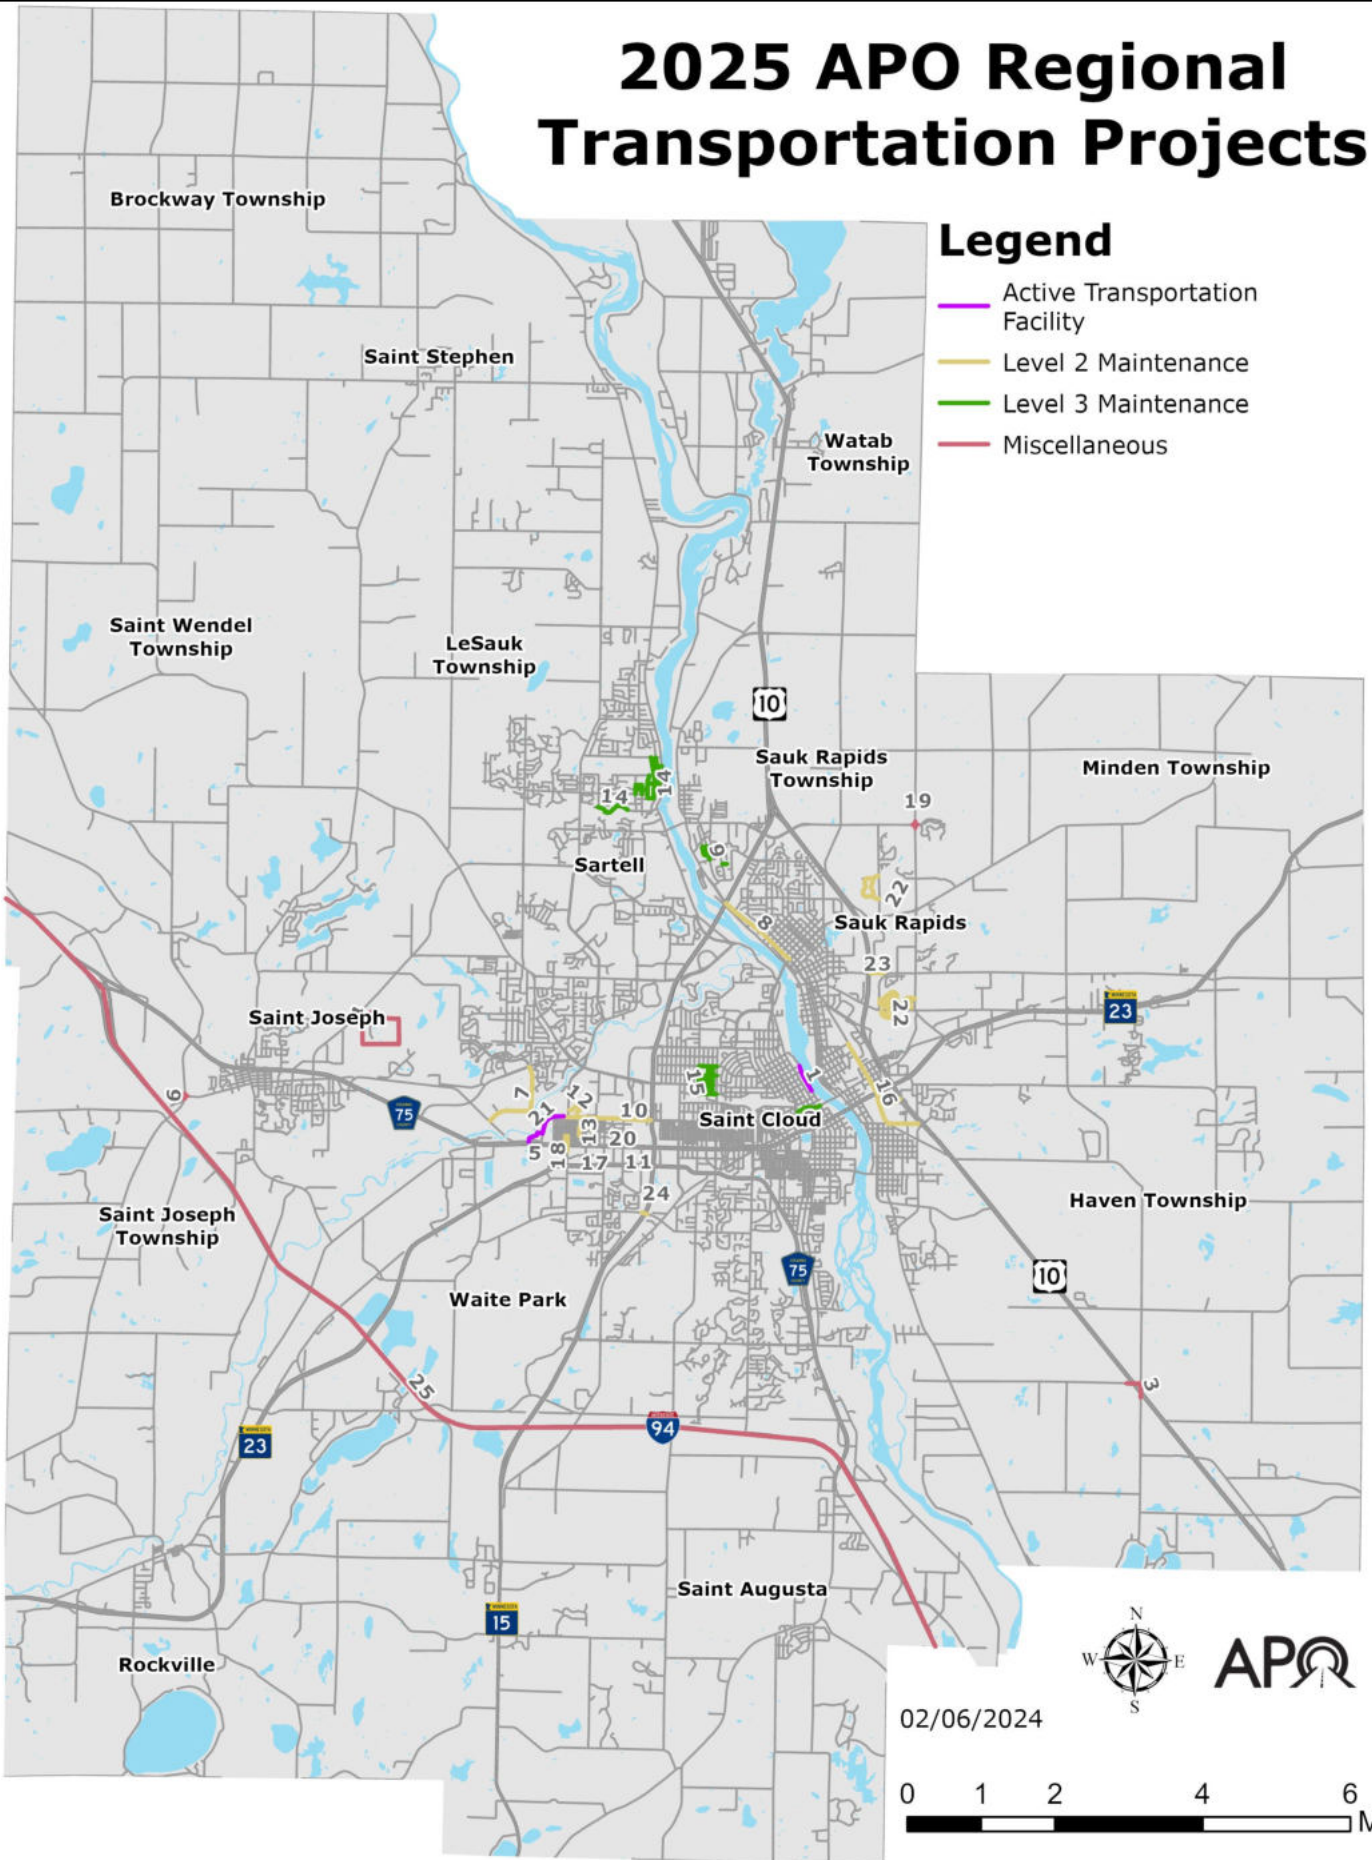 2025 APO Regional
Transportation Projects
Legend
Active Transportation
Facility
Level 2 Maintenance
Level 3 Maintenance
Miscellaneous
Brockway Township
Saint Stephen
Watab
Township
Saint Wendel
Township
LeSauk
Township
10
Sauk Rapids
Township
Minden Township
14
14
19
9
Sartell
22
8
Sauk Rapids
23
22
23
Saint Joseph
6
75
7
21
12
10
15
1
16
Saint Cloud
13
20
5
18
17
11
24
Saint Joseph
Township
Haven Township
75
10
Waite Park
25
3
94
23
Saint Augusta
15
Rockville
N
W
E
S
APO
02/06/2024
0 1 2 4 6
M